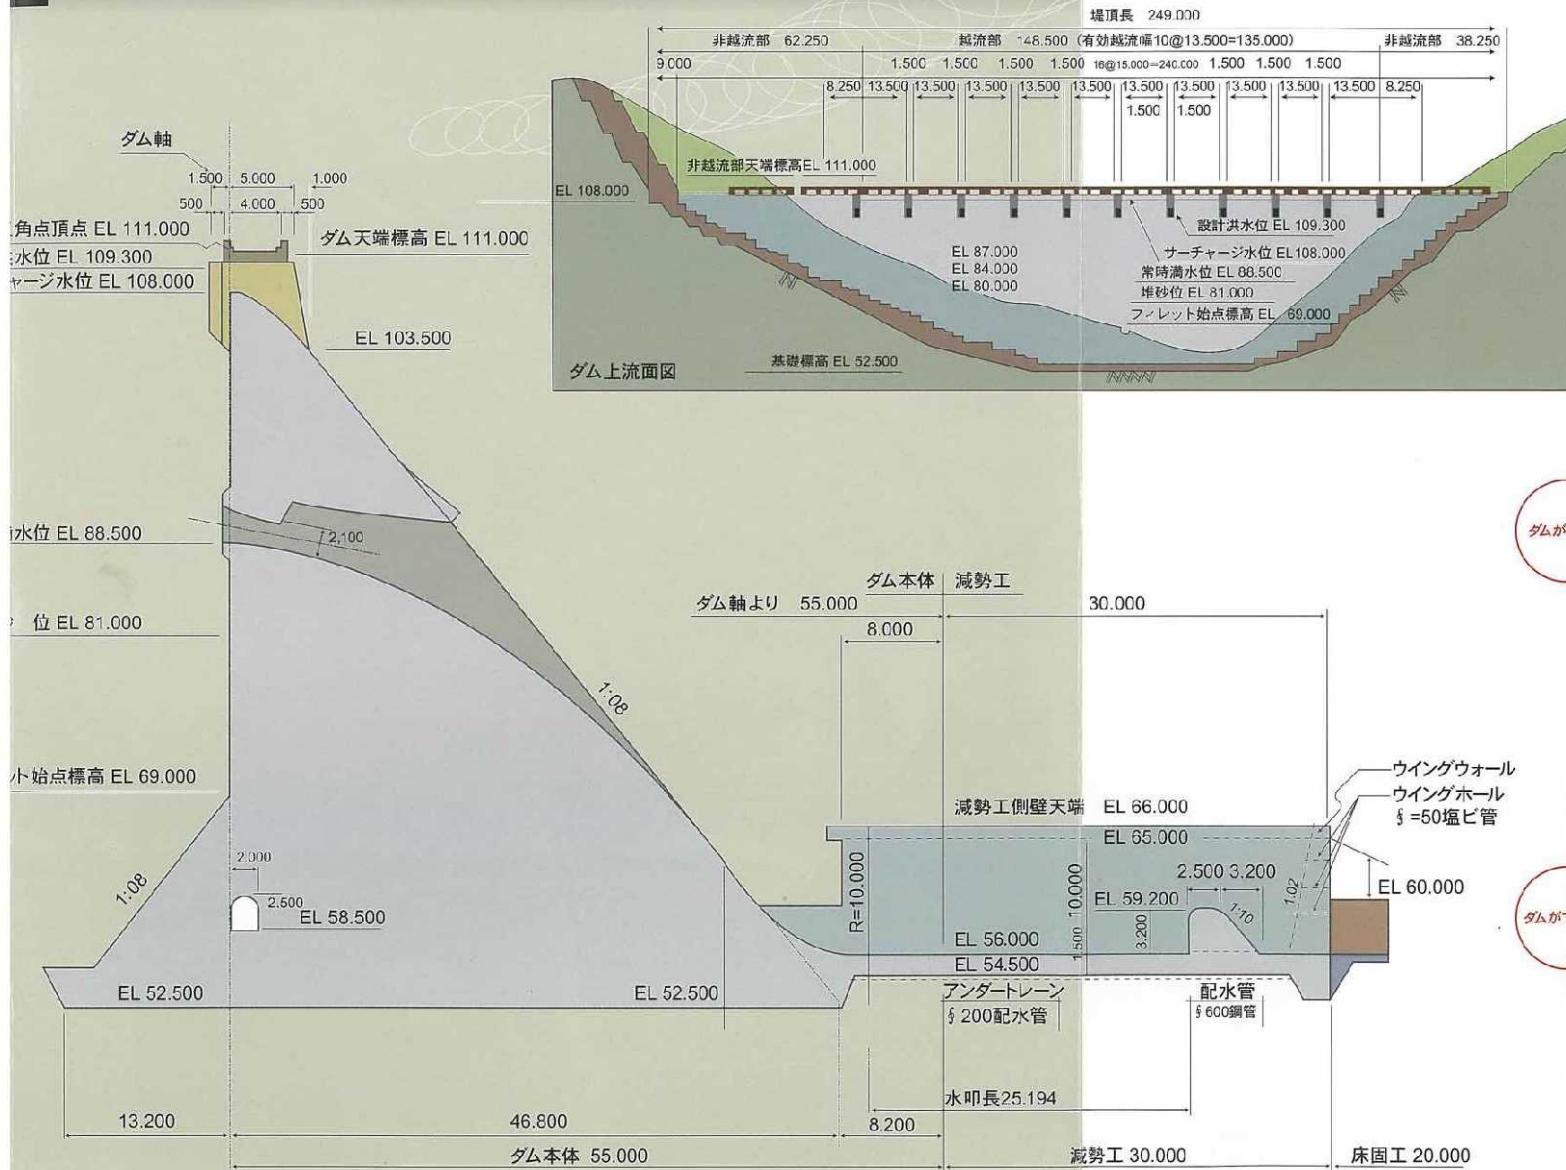 堤頂長 249.000
非越流部 62.250 越流部 148.500 (有効越流幅10@13.500=135.000) 非越流部 38.250
9.000 1.500 1.500 1.500 1.500 16@15.000=240.000 1.500 1.500 1.500
8.250 13.500 13.500 13.500 13.500 13.500 13.500 13.500 13.500 13.500 13.500 8.250
1.500 1.500
非越流部天端標高EL 111.000
EL 108.000
設計洪水位 EL 109.300
サーチャージ水位 EL108.000
常時満水位 EL 88.500
堆砂位 EL 81.000
フィレット始点標高 EL 69.000
EL 87.000
EL 84.000
EL 80.000
基礎標高 EL 52.500
ダム上流面図
ダム軸
1.500 5.000 1.000
500 4.000 500
角点頂点 EL 111.000
水位 EL 109.300
ャージ水位 EL 108.000
ダム天端標高 EL 111.000
EL 103.500
水位 EL 88.500
2,100
位 EL 81.000
ト始点標高 EL 69.000
1:08
1:08
2.000
2.500
EL 58.500
EL 52.500
EL 52.500
ダム本体 減勢工
ダム軸より 55.000 30.000
8.000
減勢工側壁天端 EL 66.000
EL 65.000
R=10.000
10.000
1.500
2.500 3.200
EL 59.200
3.200
1:10
1:02
EL 56.000
EL 54.500
ウイングウォール
ウイングホール
§=50塩ビ管
EL 60.000
アンダートレーン
§200配水管
配水管
§600鋼管
水叩長25.194
13.200 46.800 8.200
ダム本体 55.000 減勢工 30.000 床固工 20.000
ダムが
ダムが